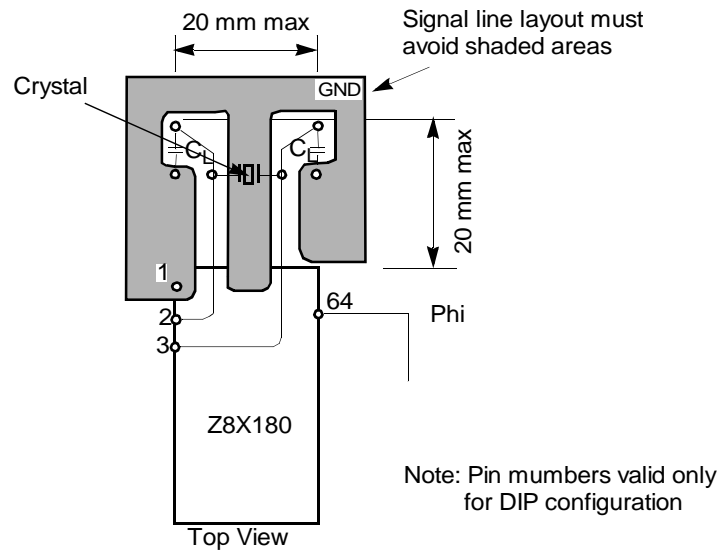 20 mm max
Signal line layout must
avoid shaded areas
Crystal
GND
CL
CL
20 mm max
1
2
64
Phi
3
Z8X180
Note: Pin mumbers valid only
for DIP configuration
Top View